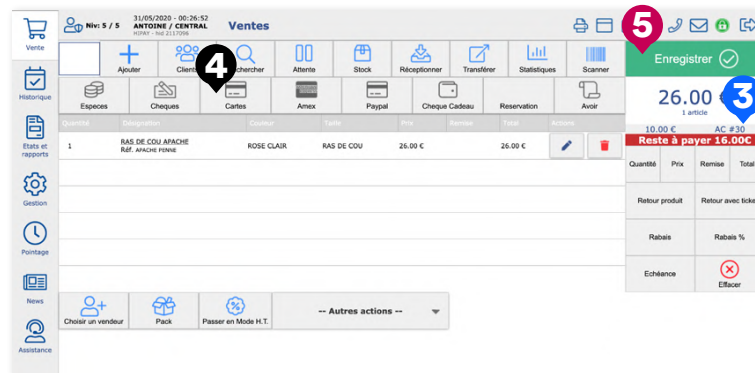 Niv: 5 / 5
31/05/2020 - 00:26:52
ANTOINE / CENTRAL
HIPAY - hid 2117096
Ventes
5
Vente
Historique
Etats et rapports
Gestion
Pointage
News
Assistance
Ajouter
Clients
4
Rechercher
Attente
Stock
Réceptionner
Transférer
Statistiques
Scanner
Especes
Cheques
Cartes
Amex
Paypal
Cheque Cadeau
Reservation
Avoir
Quantité Désignation Couleur Taille Prix Remise Total Actions
1 RAS DE COU APACHE ROSE CLAIR RAS DE COU 26.00 € 26.00 €
Réf. APACHE PENNE
Enregistrer
26.00 €
3
1 article
10.00 € AC #30
Reste à payer 16.00€
Quantité Prix Remise Total
Retour produit Retour avec ticke
Rabais Rabais %
Echéance Effacer
Choisir un vendeur
Pack
Passer en Mode H.T.
-- Autres actions --